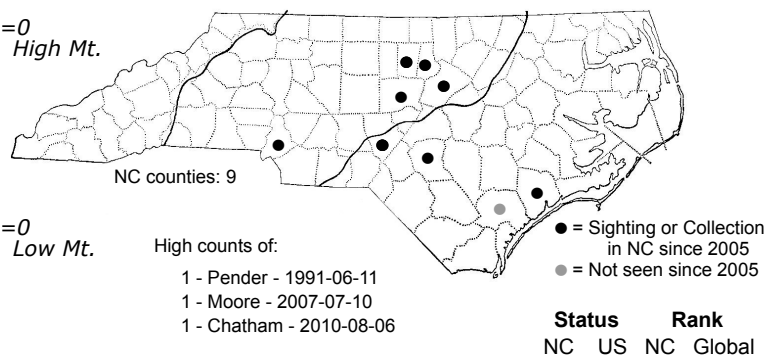 =0
High Mt.
NC counties: 9
=0
Low Mt.
High counts of:
1 - Pender - 1991-06-11
1 - Moore - 2007-07-10
1 - Chatham - 2010-08-06
● = Sighting or Collection
in NC since 2005
● = Not seen since 2005
Status Rank
NC US NC Global